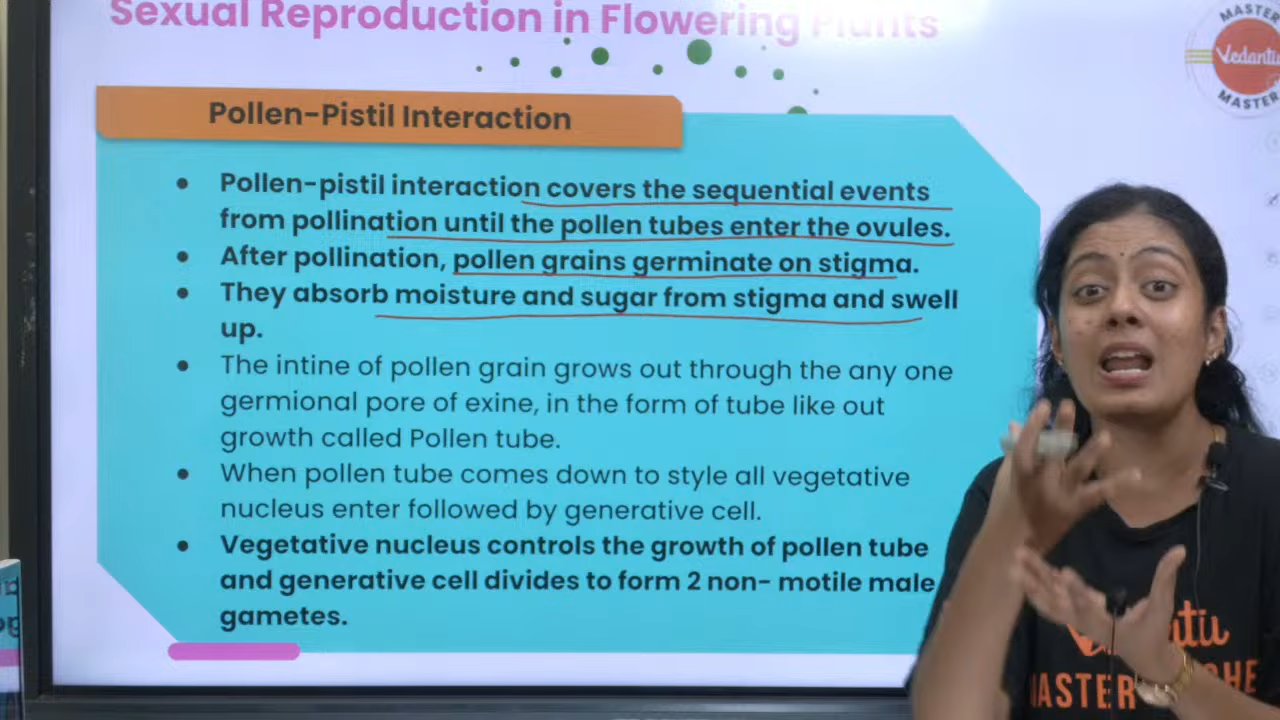 Sexual Reproduction in Flowering Plants
MASTER
Vedantu
MASTER
Pollen-Pistil Interaction
• Pollen-pistil interaction covers the sequential events
from pollination until the pollen tubes enter the ovules.
• After pollination, pollen grains germinate on stigma.
• They absorb moisture and sugar from stigma and swell
up.
• The intine of pollen grain grows out through the any one
germional pore of exine, in the form of tube like out
growth called Pollen tube.
• When pollen tube comes down to style all vegetative
nucleus enter followed by generative cell.
• Vegetative nucleus controls the growth of pollen tube
and generative cell divides to form 2 non- motile male
gametes.